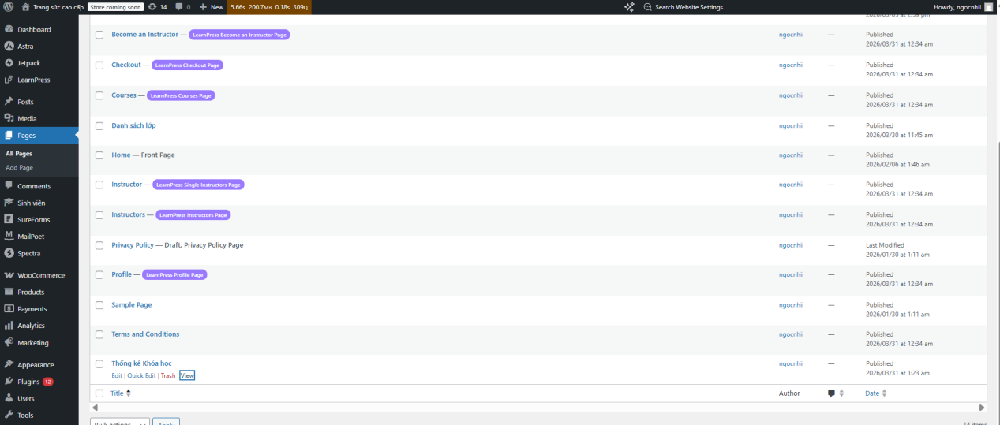 Trang sức cao cấp Store coming soon 14 0 New 5.66s 200.7MB 0.18s 309Q Search Website Settings Howdy, ngocnhii
Dashboard
Astra
Jetpack
LearnPress
Posts
Media
Pages
All Pages
Add Page
Comments
Sinh viên
SureForms
MailPoet
Spectra
WooCommerce
Products
Payments
Analytics
Marketing
Appearance
Plugins 12
Users
Tools
Become an Instructor — LearnPress Become an Instructor Page ngocnhii — Published
2026/03/31 at 12:34 am
Checkout — LearnPress Checkout Page ngocnhii — Published
2026/03/31 at 12:34 am
Courses — LearnPress Courses Page ngocnhii — Published
2026/03/31 at 12:34 am
Danh sách lớp ngocnhii — Published
2026/03/30 at 11:45 am
Home — Front Page ngocnhii — Published
2026/02/06 at 1:46 am
Instructor — LearnPress Single Instructors Page ngocnhii — Published
2026/03/31 at 12:34 am
Instructors — LearnPress Instructors Page ngocnhii — Published
2026/03/31 at 12:34 am
Privacy Policy — Draft, Privacy Policy Page ngocnhii — Last Modified
2026/01/30 at 1:11 am
Profile — LearnPress Profile Page ngocnhii — Published
2026/03/31 at 12:34 am
Sample Page ngocnhii — Published
2026/01/30 at 1:11 am
Terms and Conditions ngocnhii — Published
2026/03/31 at 12:34 am
Thống kê Khóa học ngocnhii — Published
Edit | Quick Edit | Trash | View 2026/03/31 at 1:23 am
Title Author Date
Bulk actions Apply 14 items